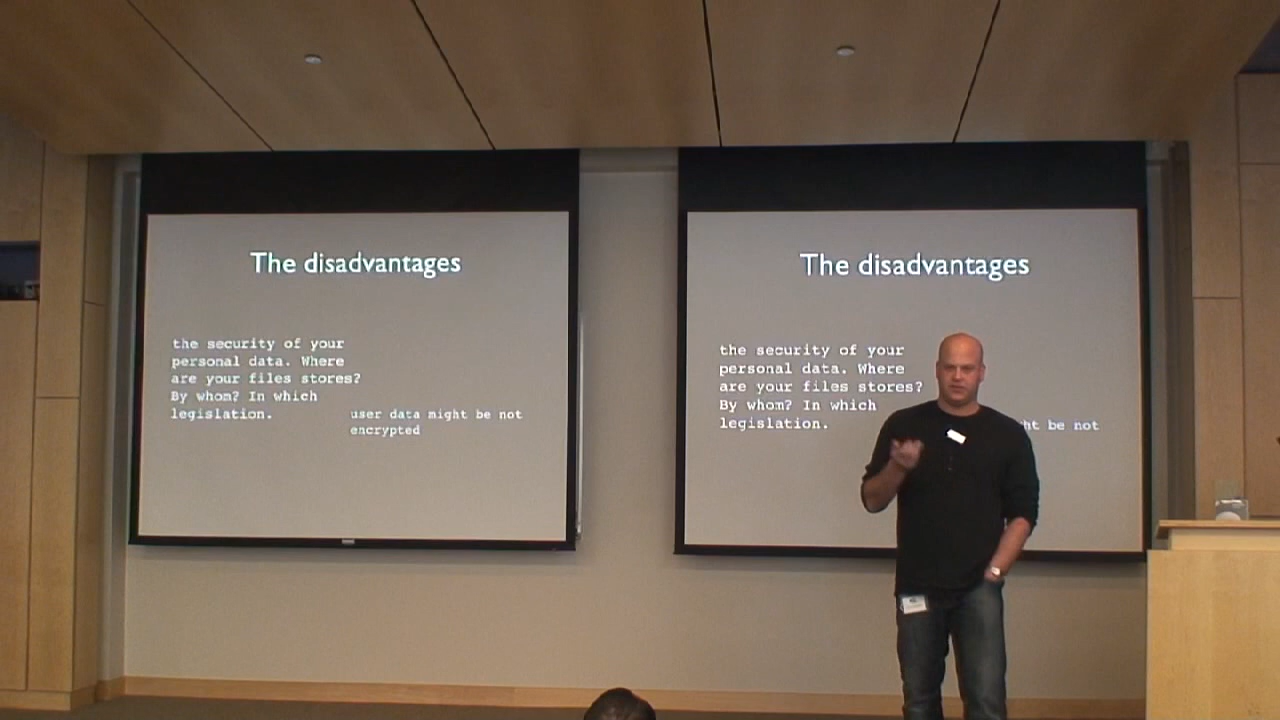 The disadvantages
the security of your
personal data. Where
are your files stores?
By whom? In which
legislation.
user data might be not
encrypted
The disadvantages
the security of your
personal data. Where
are your files stores?
By whom? In which
legislation.
be not